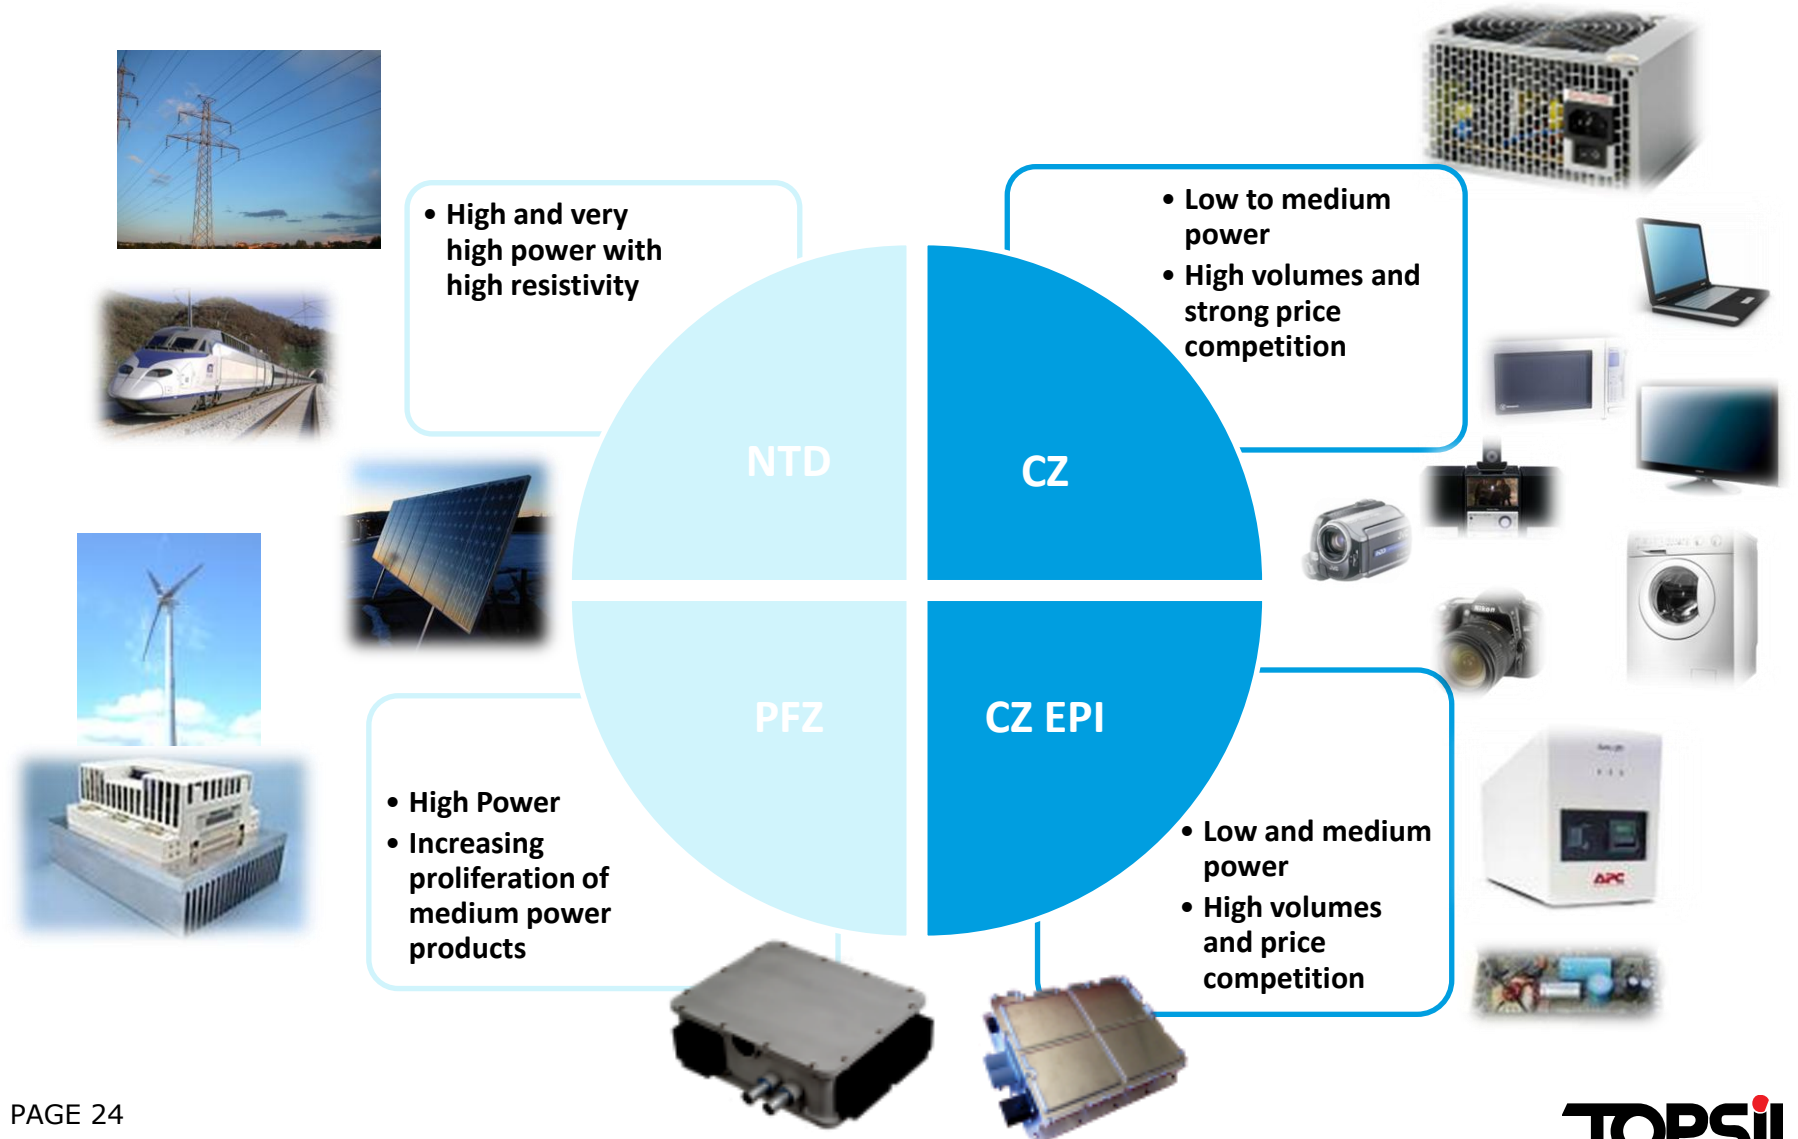 • High and very
high power with
high resistivity
• Low to medium
power
• High volumes and
strong price
competition
NTD
CZ
PFZ
CZ EPI
• High Power
• Increasing
proliferation of
medium power
products
• Low and medium
power
• High volumes
and price
competition
Nikon
APC
PAGE 24
TOPSiL